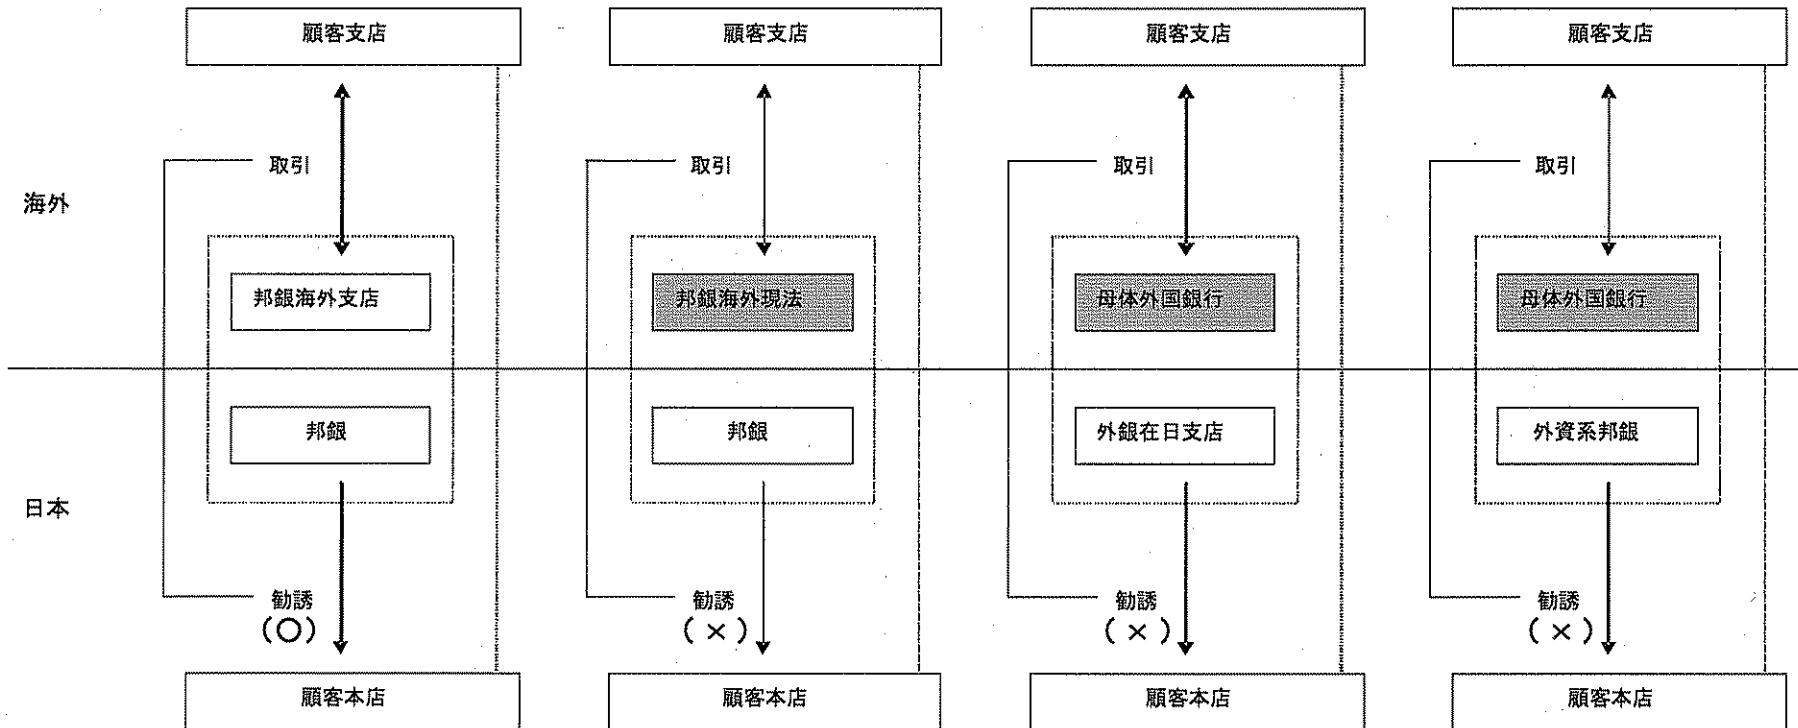 顧客支店 顧客支店 顧客支店 顧客支店
取引 取引 取引 取引
海外
邦銀海外支店 邦銀海外現法 母体外国銀行 母体外国銀行
邦銀 邦銀 外銀在日支店 外資系邦銀
日本
勧誘 勧誘 勧誘 勧誘
(○) (×) (×) (×)
顧客本店 顧客本店 顧客本店 顧客本店